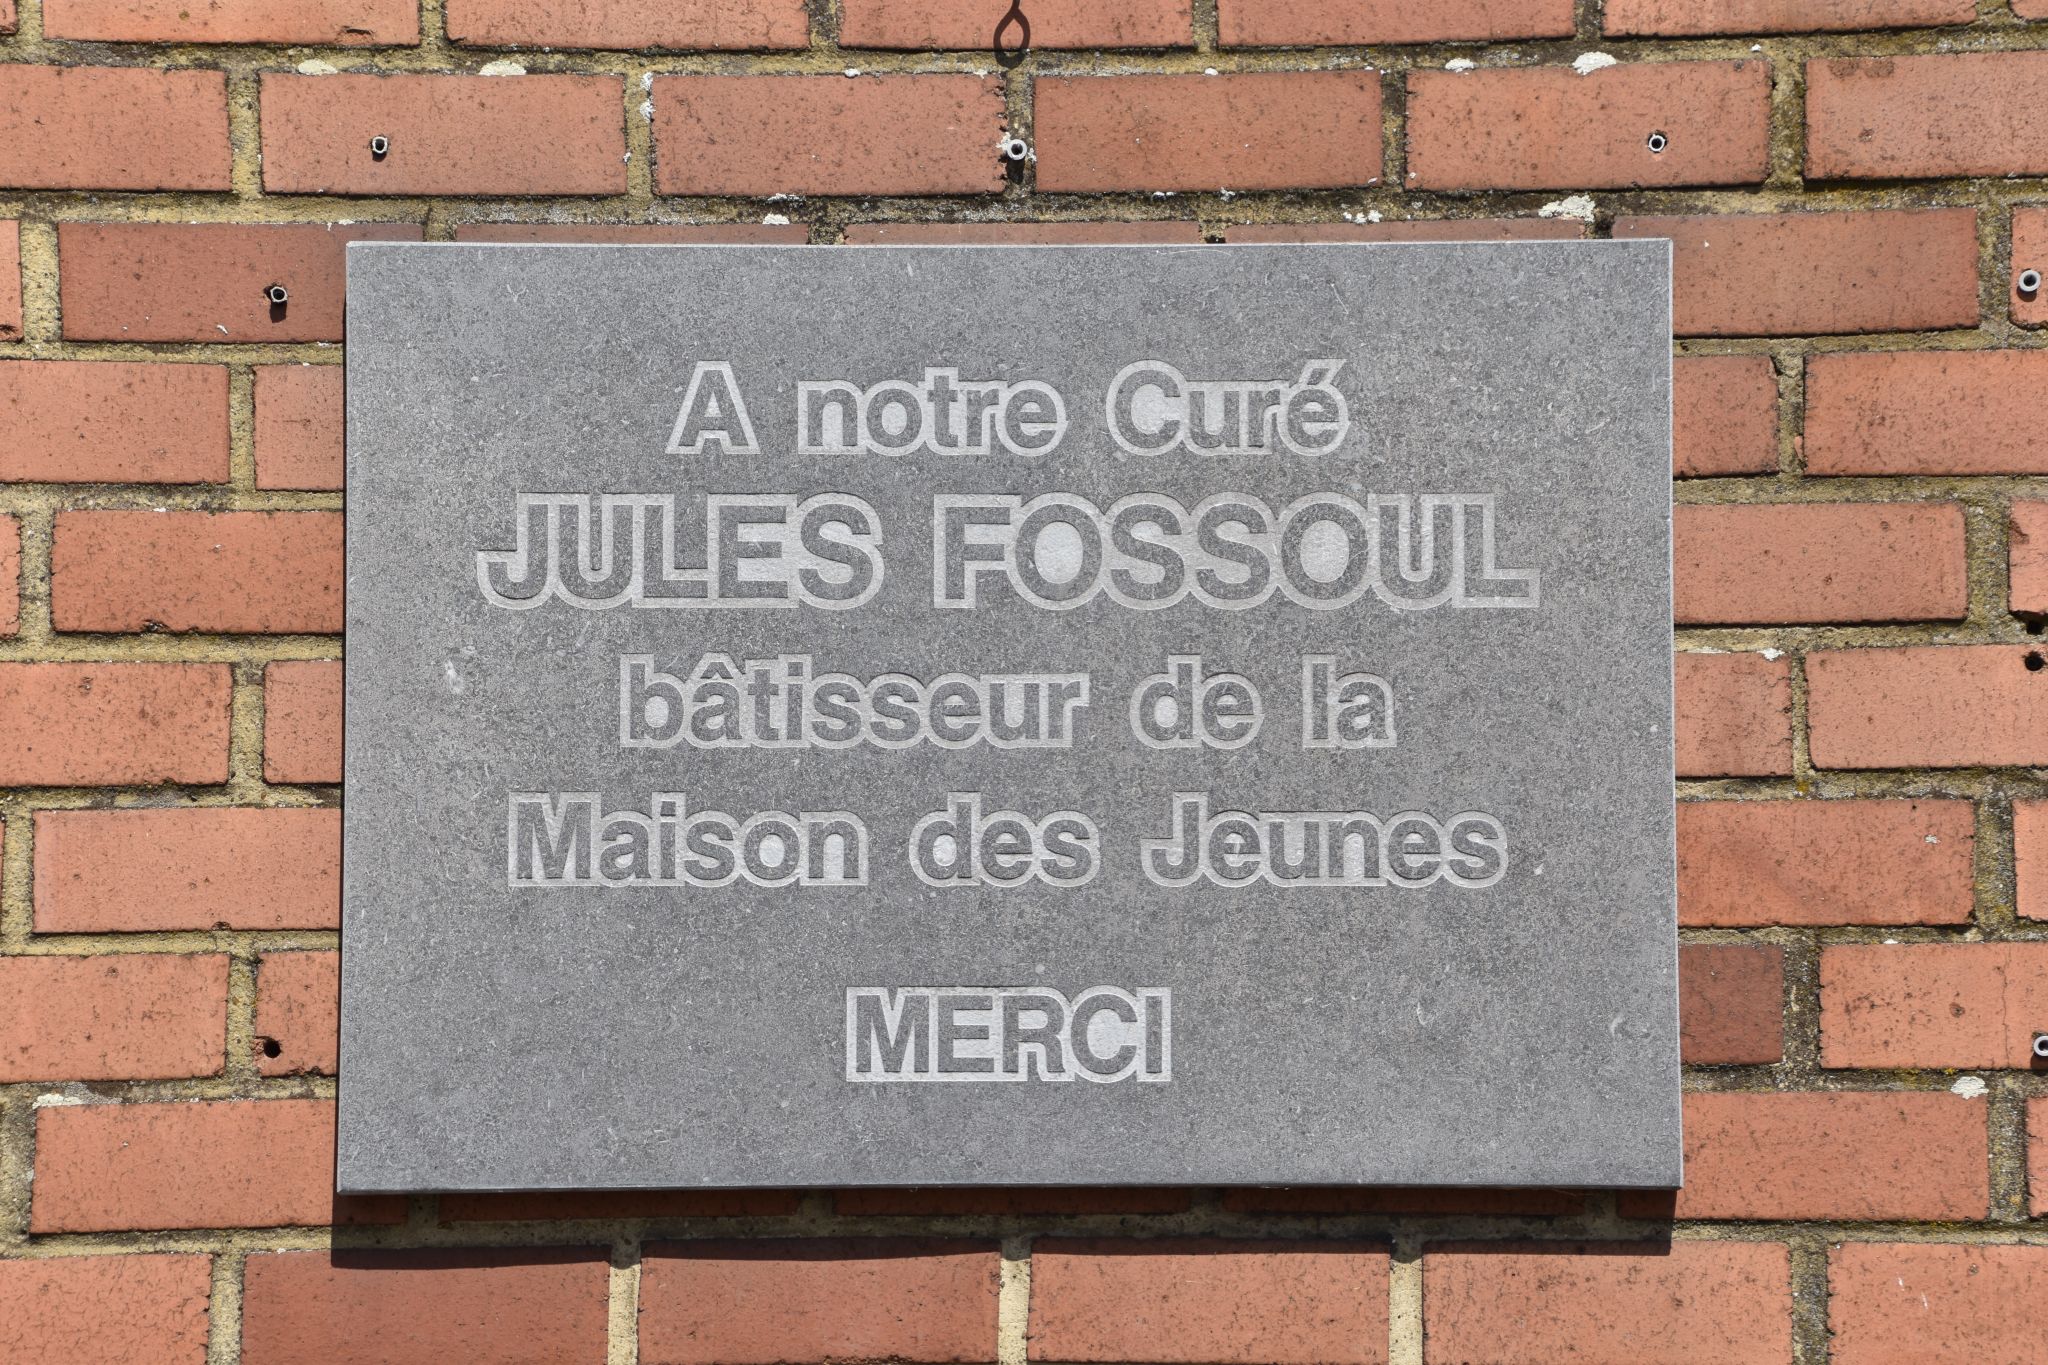 A notre Curé
JULES FOSSOUL
bâtisseur de la
Maison des Jeunes
MERCI